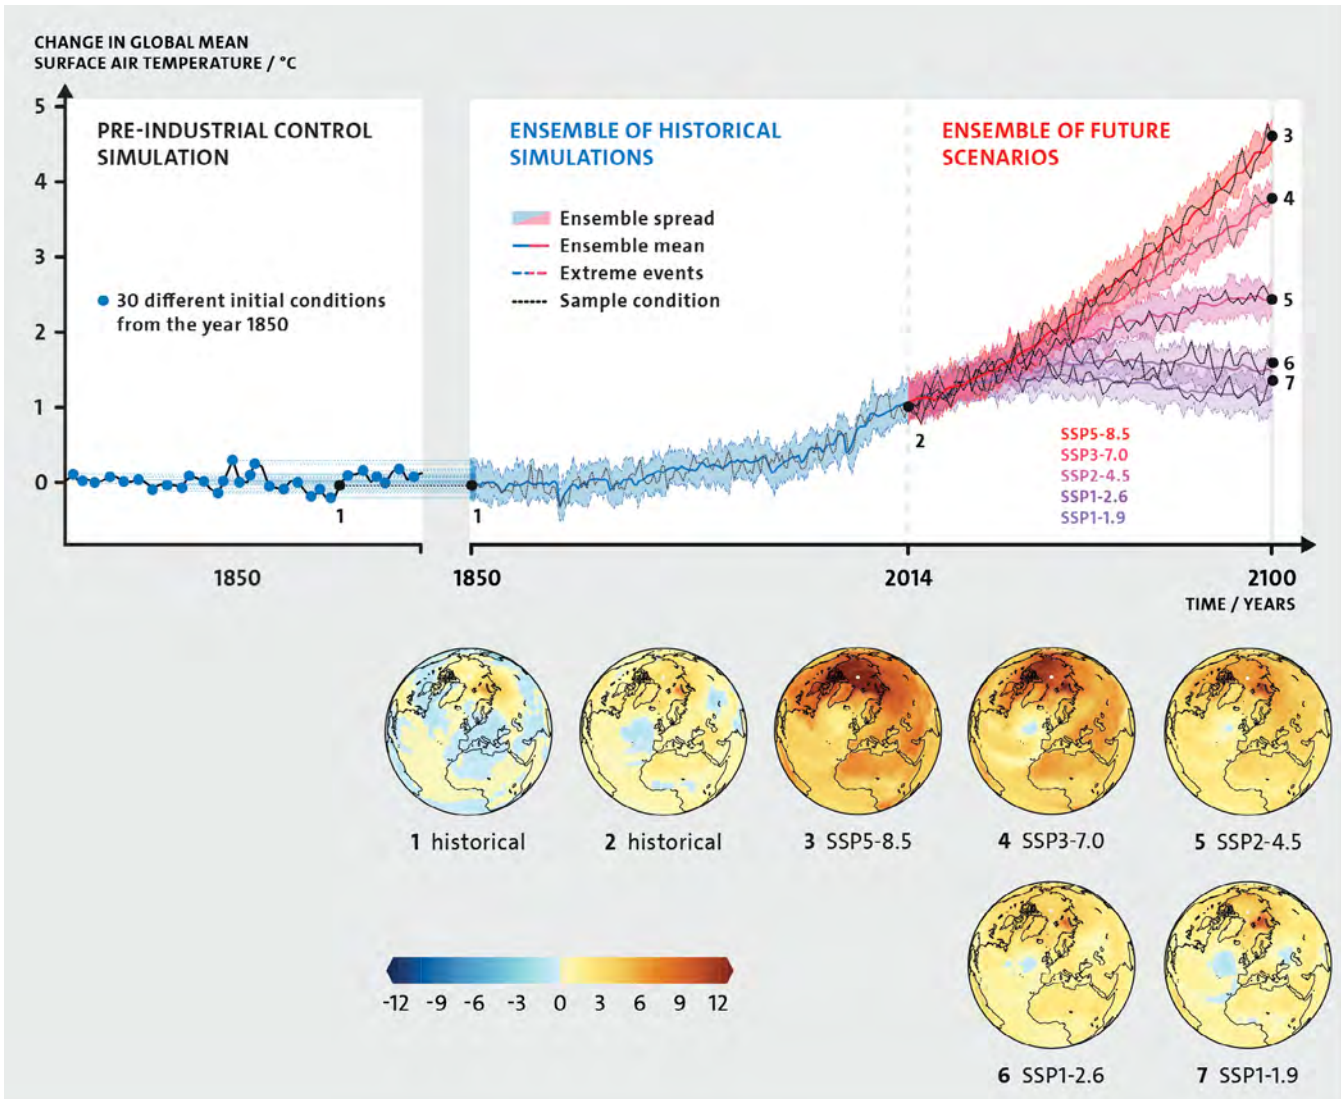 CHANGE IN GLOBAL MEAN
SURFACE AIR TEMPERATURE / °C
5
4
3
2
1
0
PRE-INDUSTRIAL CONTROL
SIMULATION
30 different initial conditions
from the year 1850
1
1850
ENSEMBLE OF HISTORICAL
SIMULATIONS
Ensemble spread
Ensemble mean
Extreme events
Sample condition
1
2
ENSEMBLE OF FUTURE
SCENARIOS
3
4
5
6
7
SSP5-8.5
SSP3-7.0
SSP2-4.5
SSP1-2.6
SSP1-1.9
1850
2014
2100
TIME / YEARS
1 historical
2 historical
3 SSP5-8.5
4 SSP3-7.0
5 SSP2-4.5
-12 -9 -6 -3 0 3 6 9 12
6 SSP1-2.6
7 SSP1-1.9